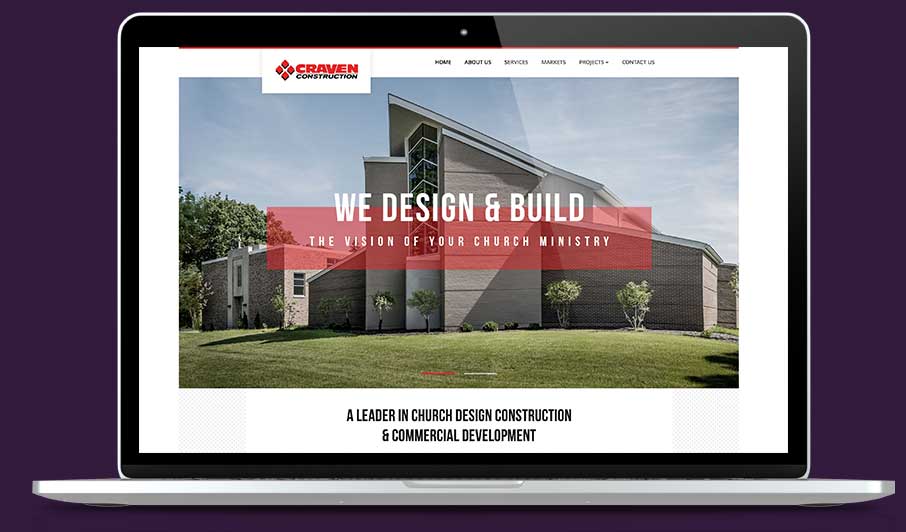 CRAVEN
CONSTRUCTION
HOME ABOUT US SERVICES MARKETS PROJECTS CONTACT US
WE DESIGN & BUILD
THE VISION OF YOUR CHURCH MINISTRY
A LEADER IN CHURCH DESIGN CONSTRUCTION
& COMMERCIAL DEVELOPMENT